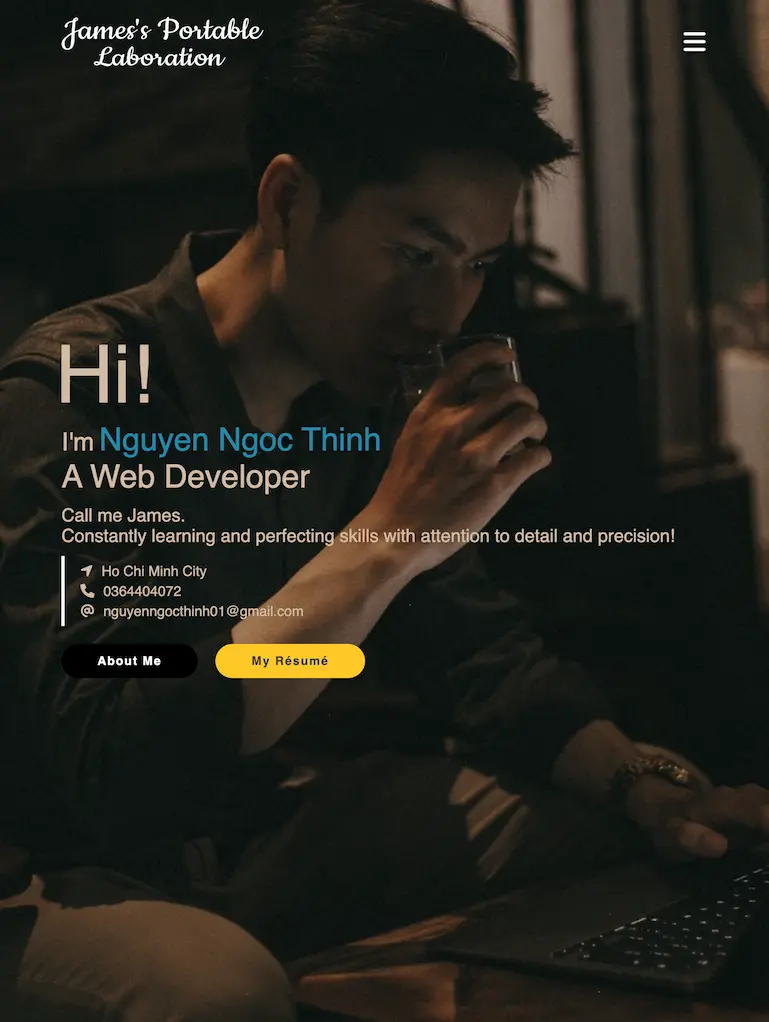 James's Portable
Laboration
Hi!
I'm Nguyen Ngoc Thinh
A Web Developer
Call me James.
Constantly learning and perfecting skills with attention to detail and precision!
Ho Chi Minh City
0364404072
nguyenngocthinh01@gmail.com
About Me
My Résumé